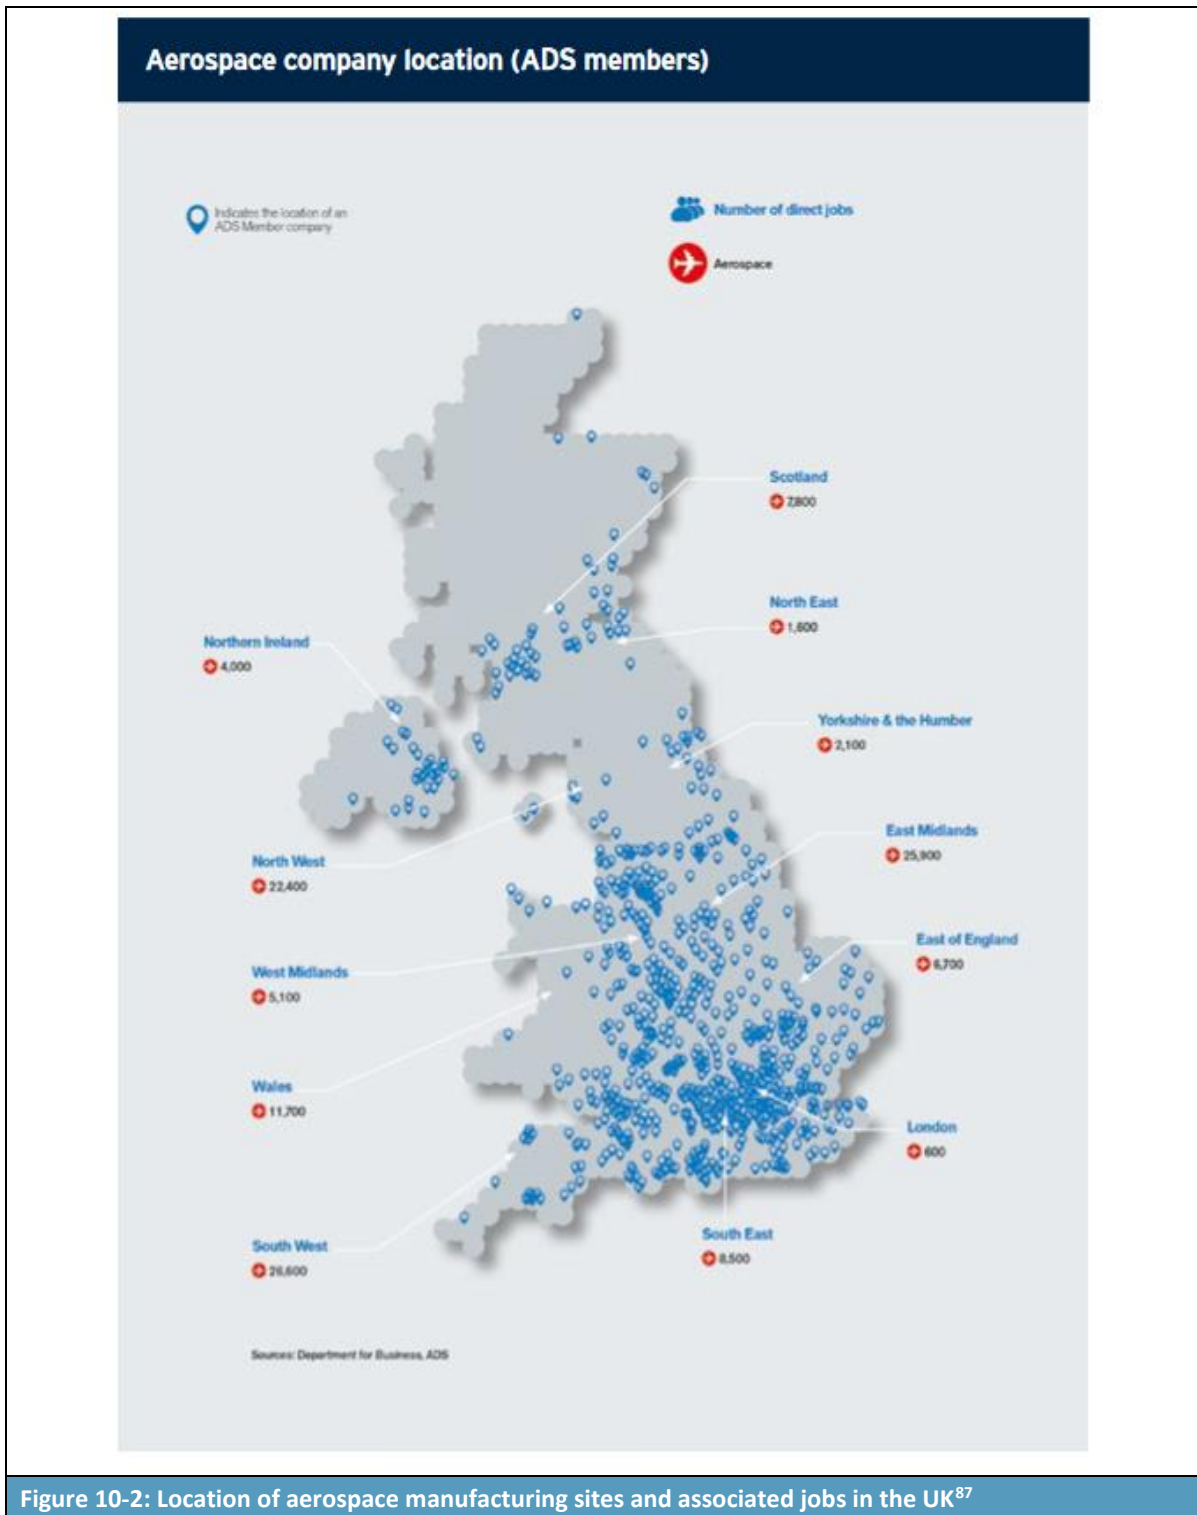 Aerospace company location (ADS members)
Indicates the location of an
ADS Member company
Number of direct jobs
Aerospace
Scotland
7,800
North East
1,600
Northern Ireland
4,000
Yorkshire & the Humber
2,100
East Midlands
25,900
North West
22,400
East of England
6,700
West Midlands
5,100
Wales
11,700
London
600
South East
8,500
South West
26,600
Sources: Department for Business, ADS
Figure 10-2: Location of aerospace manufacturing sites and associated jobs in the UK87